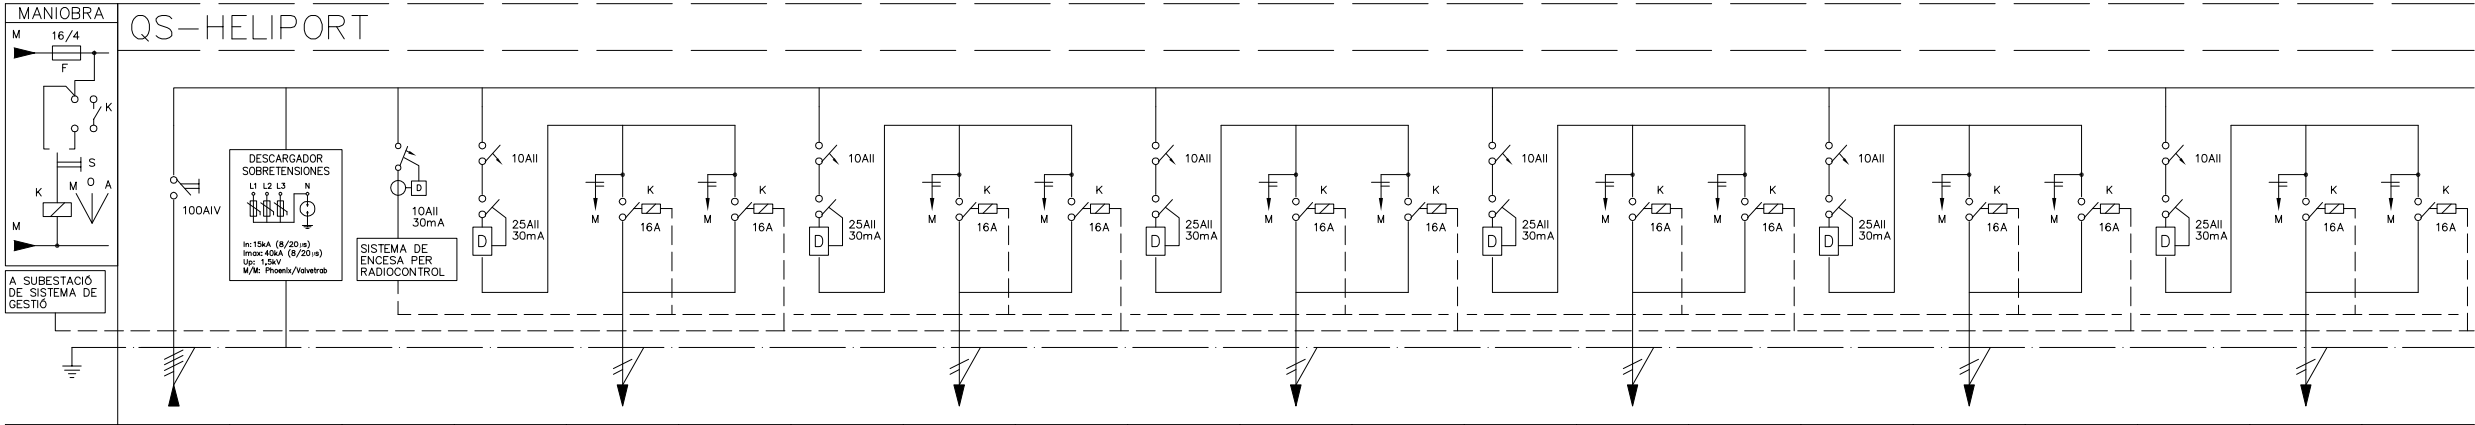 MANIOBRA
QS-HELIPORT
M
16/4
F
K
S
M O A
K
M
A SUBESTACIÓ
DE SISTEMA DE
GESTIÓ
100AIV
DESCARGADOR
SOBRETENSIONES
L1 L2 L3 N
In: 15kA (8/20µs)
Imax: 40kA (8/20µs)
Up: 1,5kV
M/M: Phoenix/Valvetrab
D
10AII
30mA
SISTEMA DE
ENCESA PER
RADIOCONTROL
10AII
25AII
30mA
D
M
K
16A
M
K
16A
10AII
25AII
30mA
D
M
K
16A
M
K
16A
10AII
25AII
30mA
D
M
K
16A
M
K
16A
10AII
25AII
30mA
D
M
K
16A
M
K
16A
10AII
25AII
30mA
D
M
K
16A
M
K
16A
10AII
25AII
30mA
D
M
K
16A
M
K
16A